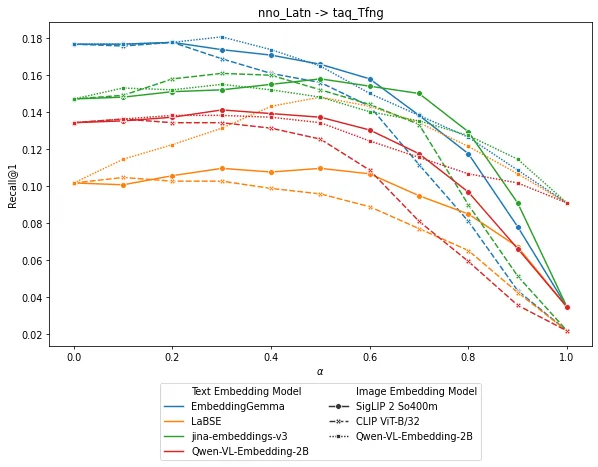 nno_Latn -> taq_Tfng
Recall@1
0.18
0.16
0.14
0.12
0.10
0.08
0.06
0.04
0.02
0.0 0.2 0.4 0.6 0.8 1.0
α
Text Embedding Model Image Embedding Model
EmbeddingGemma SigLIP 2 So400m
LaBSE CLIP ViT-B/32
jina-embeddings-v3 Qwen-VL-Embedding-2B
Qwen-VL-Embedding-2B